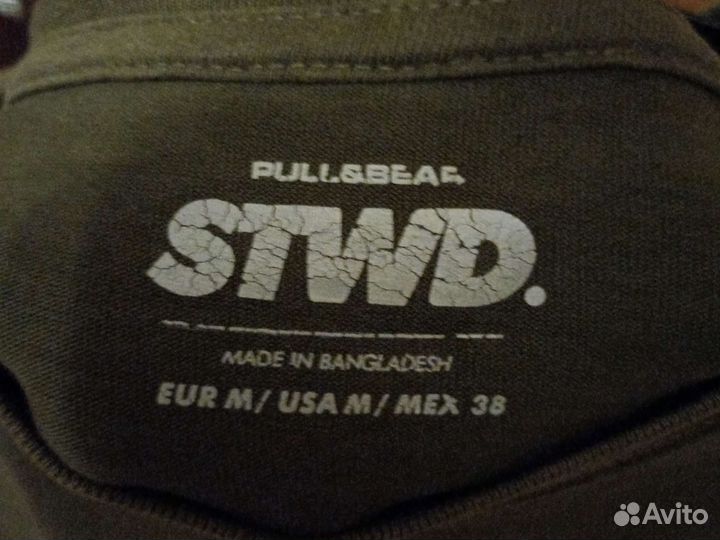 PULL&BEAR
STWD.
MADE IN BANGLADESH
EUR M/ USA M/ MEX 38
Avito